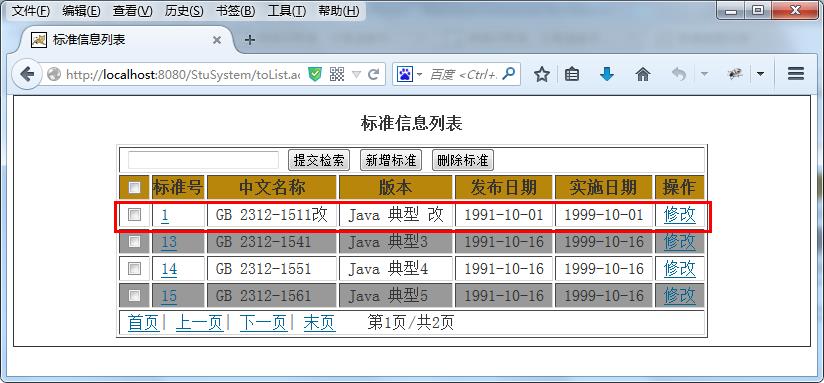 文件(F) 编辑(E) 查看(V) 历史(S) 书签(B) 工具(T) 帮助(H)
标准信息列表
http://localhost:8080/StuSystem/toList.ac
百度 <Ctrl+.
标准信息列表
提交检索 新增标准 删除标准
标准号 中文名称 版本 发布日期 实施日期 操作
1 GB 2312-1511改 Java 典型 改 1991-10-01 1999-10-01 修改
13 GB 2312-1541 Java 典型3 1991-10-16 1999-10-16 修改
14 GB 2312-1551 Java 典型4 1991-10-16 1999-10-16 修改
15 GB 2312-1561 Java 典型5 1991-10-16 1999-10-16 修改
首页| 上一页| 下一页| 末页 第1页/共2页